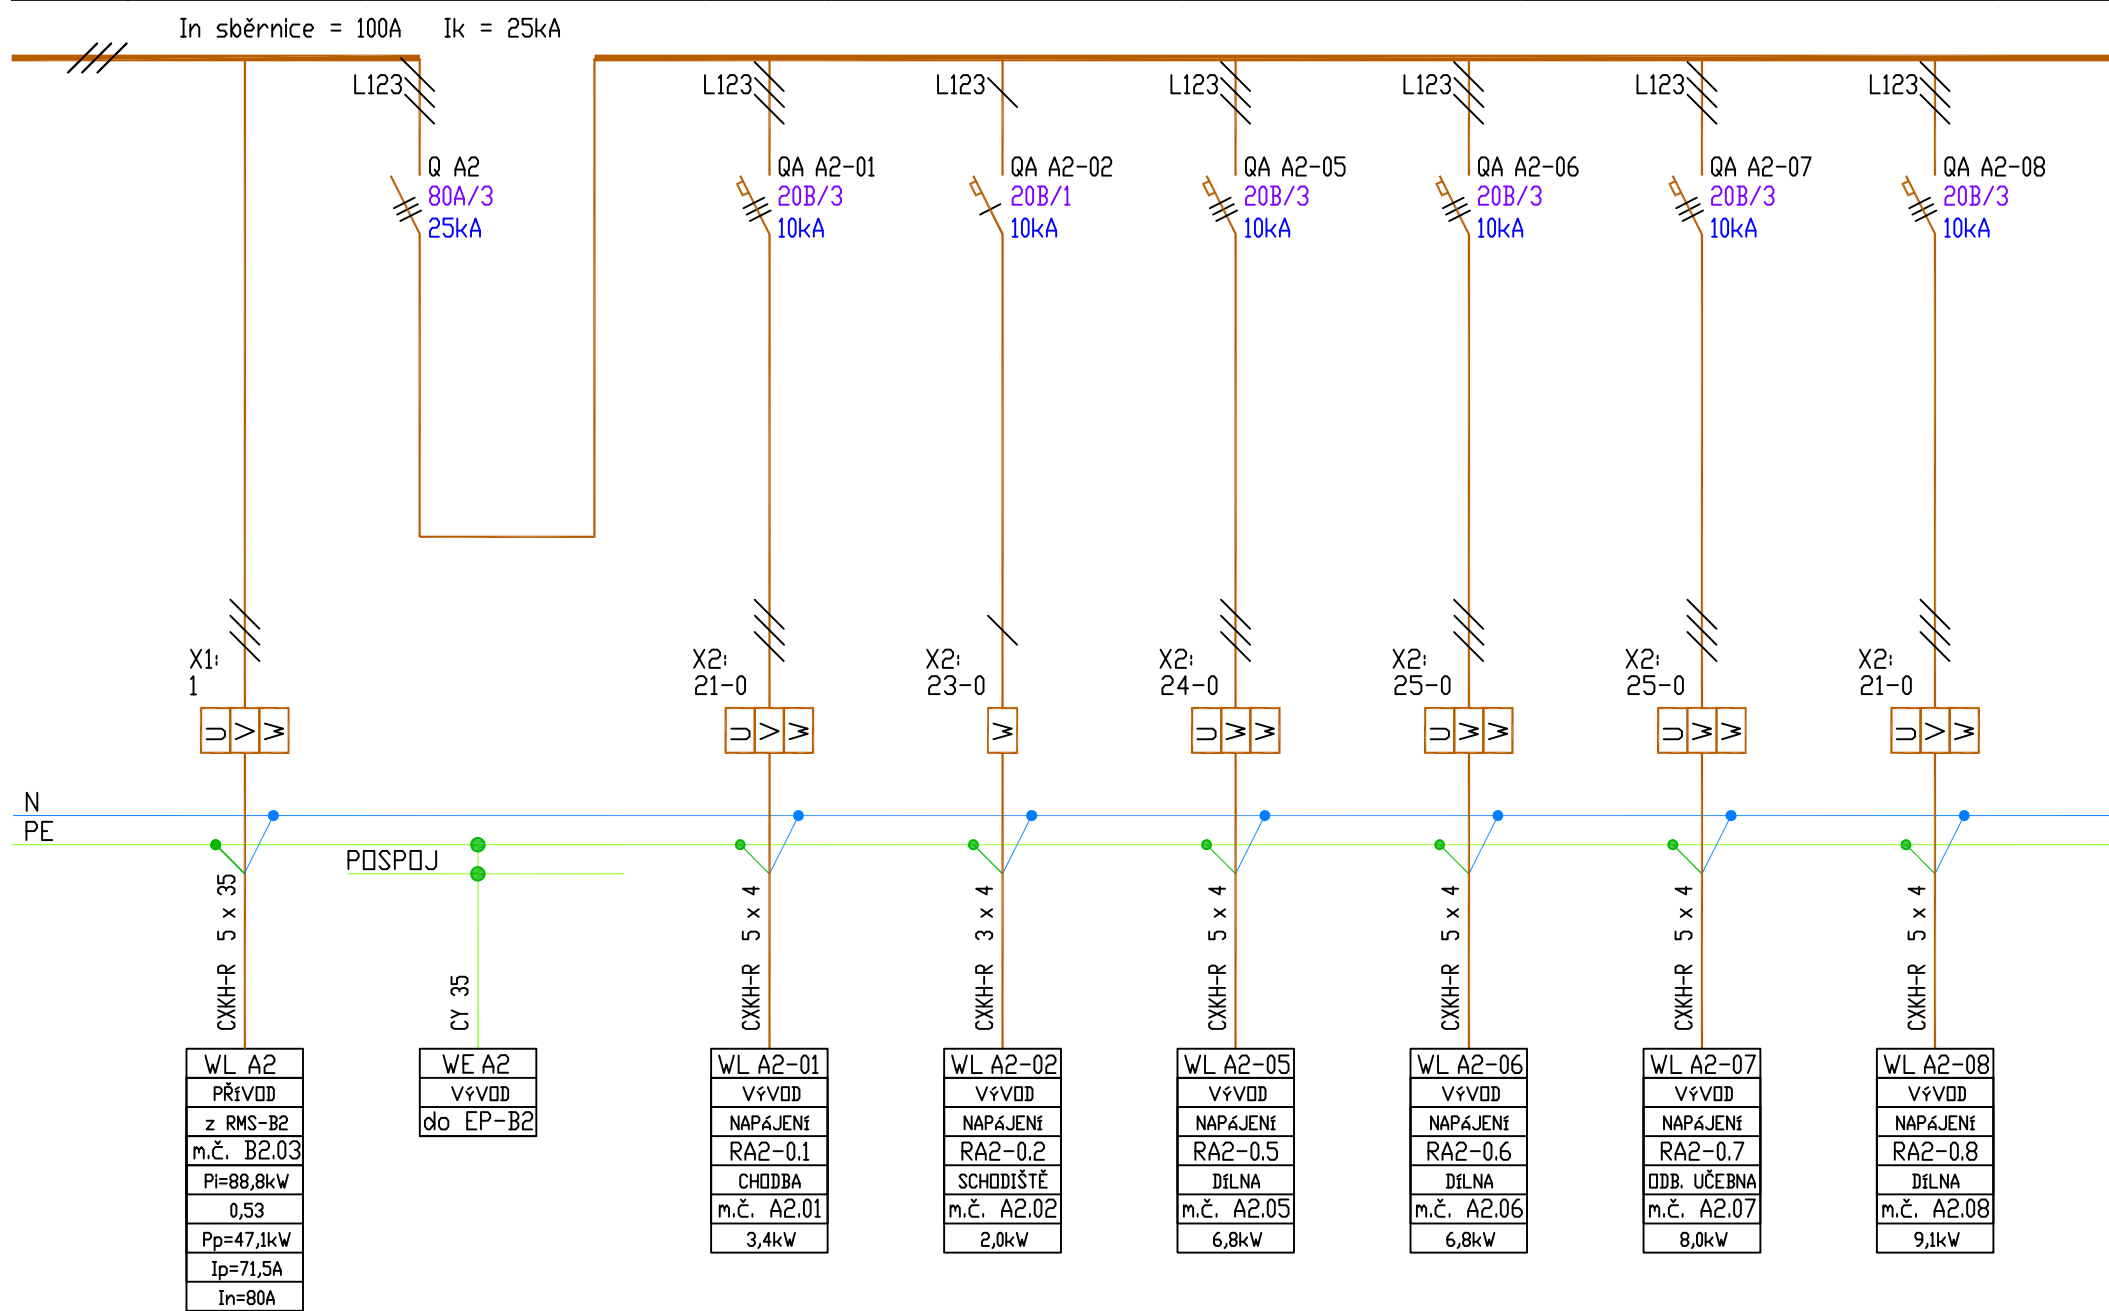 In sběrnice = 100A   Ik = 25kA
L123
L123
L123
L123
L123
L123
L123
Q A2
80A/3
25kA
QA A2-01
20B/3
10kA
QA A2-02
20B/1
10kA
QA A2-05
20B/3
10kA
QA A2-06
20B/3
10kA
QA A2-07
20B/3
10kA
QA A2-08
20B/3
10kA
X1:
1
X2:
21-0
X2:
23-0
X2:
24-0
X2:
25-0
X2:
25-0
X2:
21-0
U V W
U V W
W
U W W
U W W
U W W
U V W
N
PE
POSPOJ
CXKH-R 5 x 35
CY 35
CXKH-R 5 x 4
CXKH-R 3 x 4
CXKH-R 5 x 4
CXKH-R 5 x 4
CXKH-R 5 x 4
CXKH-R 5 x 4
WL A2
PŘÍVOD
z RMS-B2
m.č. B2.03
Pi=88,8kW
0,53
Pp=47,1kW
Ip=71,5A
In=80A
WE A2
VÝVOD
do EP-B2
WL A2-01
VÝVOD
NAPÁJENÍ
RA2-0.1
CHODBA
m.č. A2.01
3,4kW
WL A2-02
VÝVOD
NAPÁJENÍ
RA2-0.2
SCHODIŠTĚ
m.č. A2.02
2,0kW
WL A2-05
VÝVOD
NAPÁJENÍ
RA2-0.5
DÍLNA
m.č. A2.05
6,8kW
WL A2-06
VÝVOD
NAPÁJENÍ
RA2-0.6
DÍLNA
m.č. A2.06
6,8kW
WL A2-07
VÝVOD
NAPÁJENÍ
RA2-0.7
ODB. UČEBNA
m.č. A2.07
8,0kW
WL A2-08
VÝVOD
NAPÁJENÍ
RA2-0.8
DÍLNA
m.č. A2.08
9,1kW